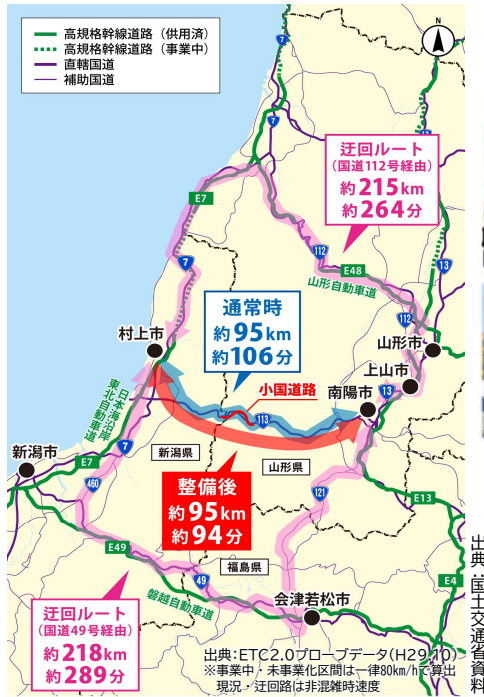 高規格幹線道路（供用済）
高規格幹線道路（事業中）
直轄国道
補助国道
N
7
7
迂回ルート
（国道112号経由）
約215km
約264分
E7
13
7
112
E48
山形自動車道
112
通常時
約95km
約106分
村上市
山形市
上山市
小国道路
南陽市
13
113
日本海沿岸
東北自動車道
7
新潟県
山形県
新潟市
E7
460
整備後
約95km
約94分
121
E13
E49
福島県
49
E4
磐越自動車道
会津若松市
迂回ルート
（国道49号経由）
約218km
約289分
出典：ETC2.0プローブデータ（H29.10）
※事業中・未事業化区間は一律80km/hで算出
現況・迂回路は非混雑時速度
出典：国土交通省資料